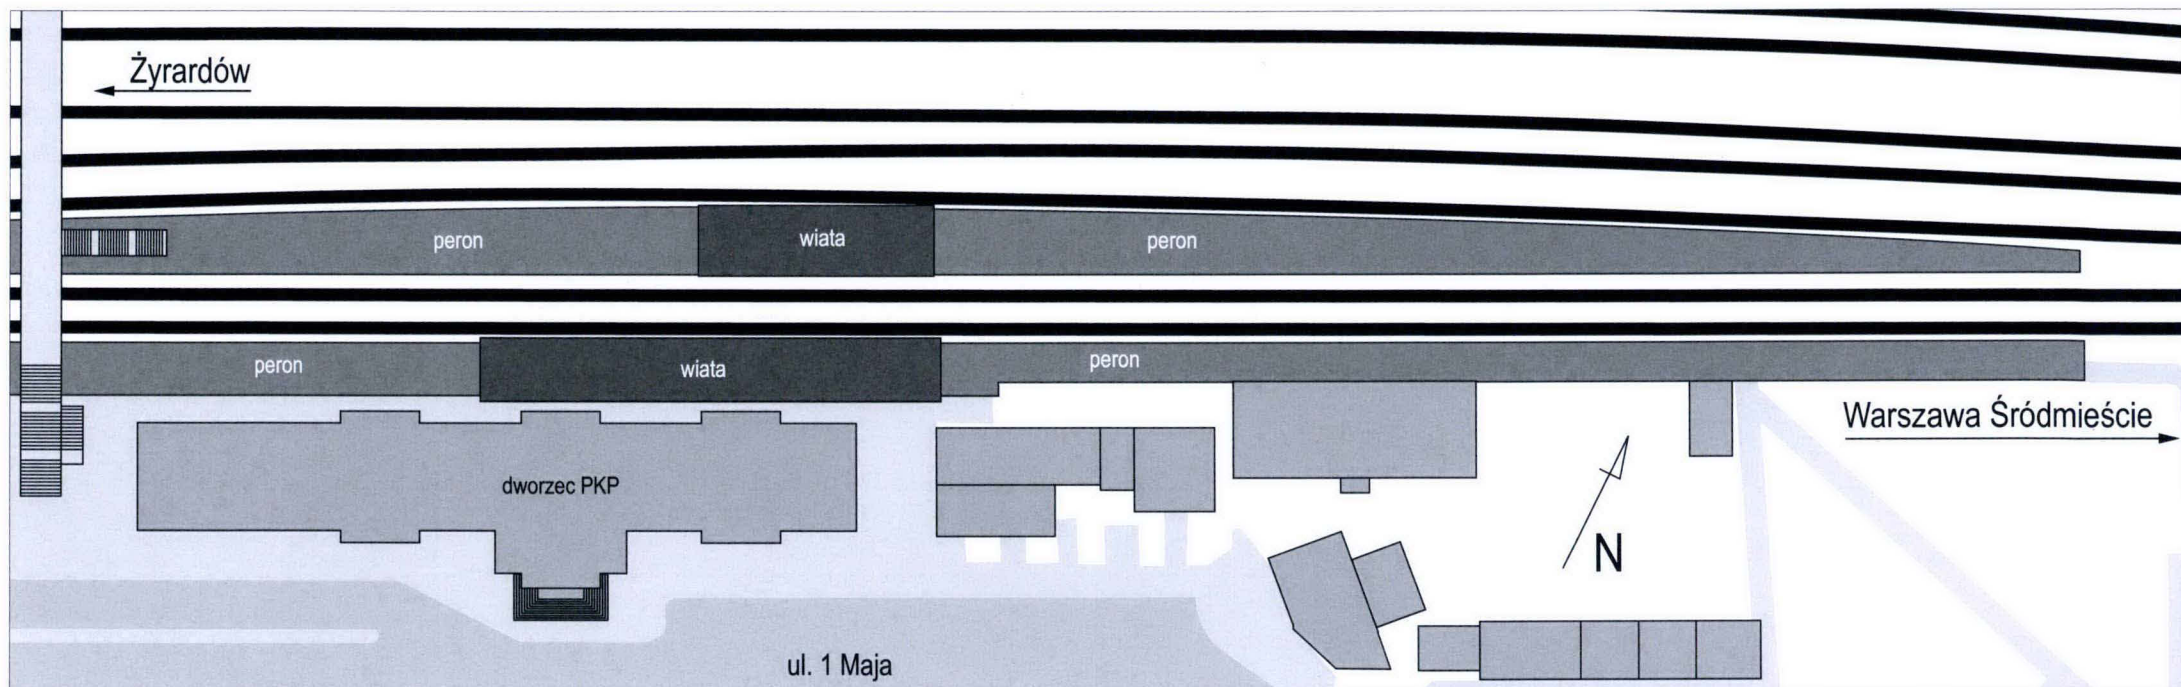 Żyrardów
peron
wiata
peron
peron
wiata
peron
Warszawa Śródmieście
dworzec PKP
N
ul. 1 Maja